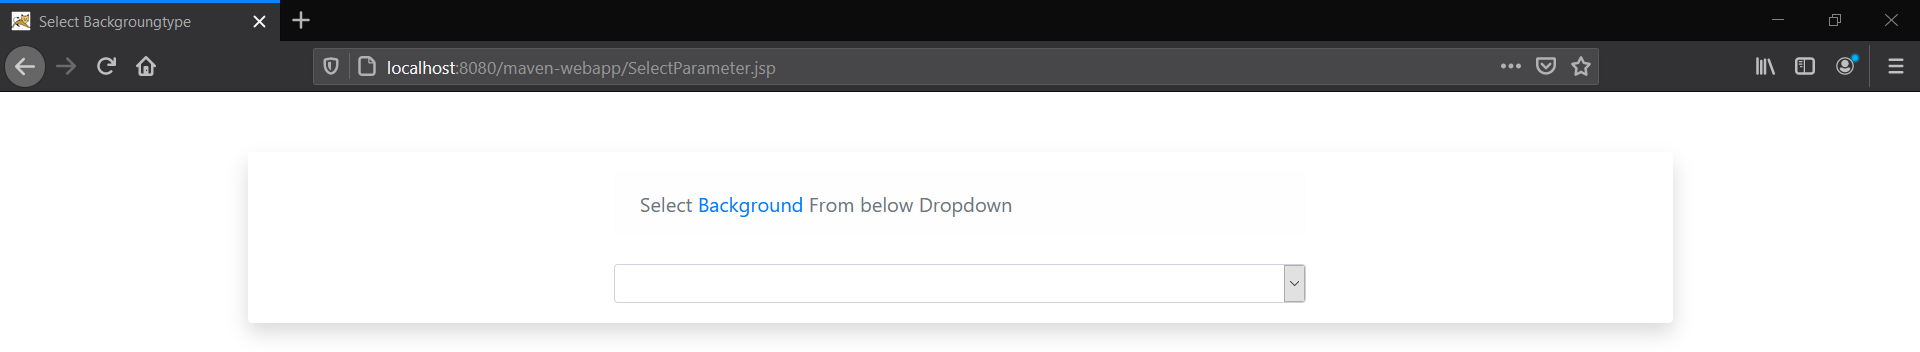 Select Backgroungtype
localhost:8080/maven-webapp/SelectParameter.jsp
Select Background From below Dropdown